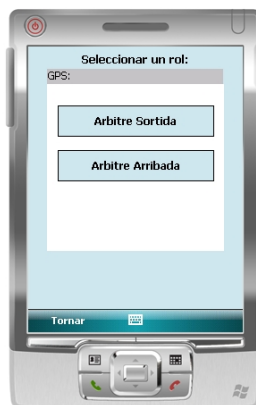 Seleccionar un rol:
GPS:
Arbitre Sortida
Arbitre Arribada
Tornar